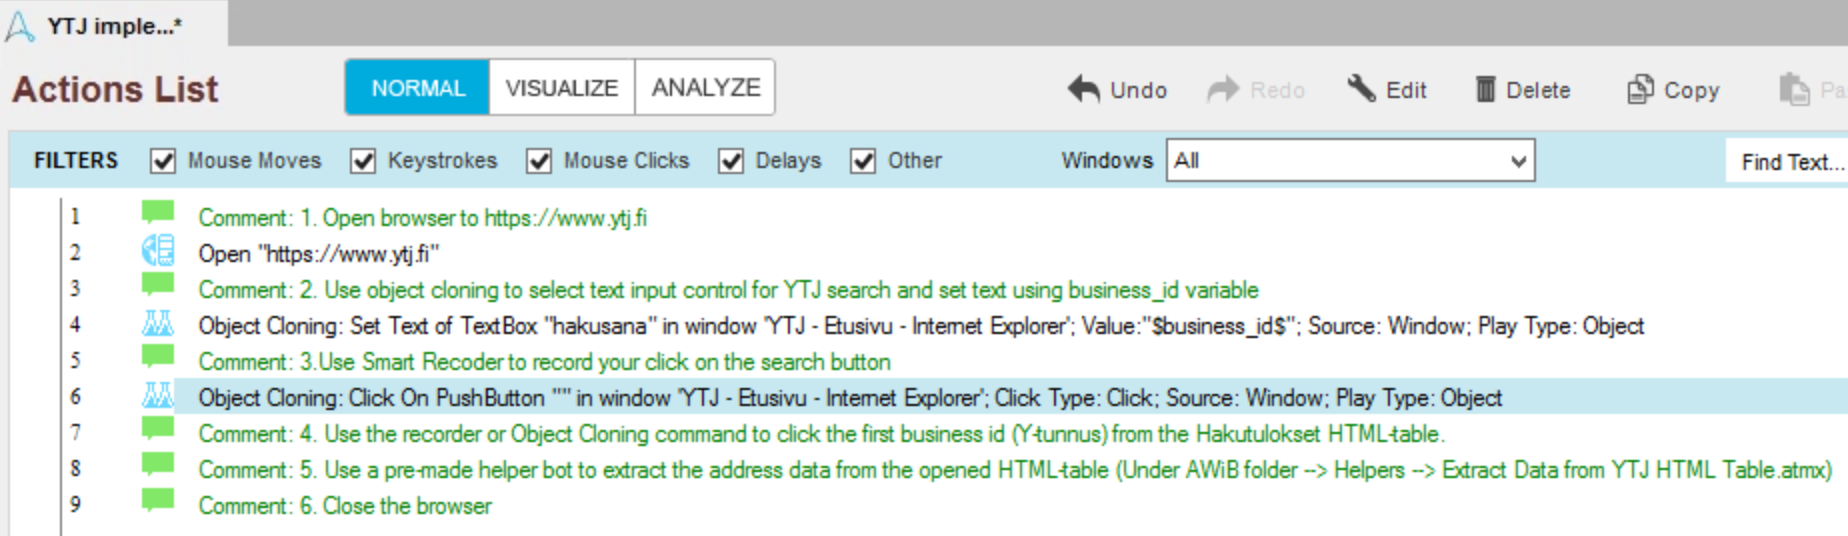 YTJ imple...*
Actions List NORMAL VISUALIZE ANALYZE Undo Redo Edit Delete Copy
FILTERS Mouse Moves Keystrokes Mouse Clicks Delays Other Windows All Find Text...
1 Comment: 1. Open browser to https://www.ytj.fi
2 Open "https://www.ytj.fi"
3 Comment: 2. Use object cloning to select text input control for YTJ search and set text using business_id variable
4 Object Cloning: Set Text of TextBox "hakusana" in window 'YTJ - Etusivu - Internet Explorer'; Value:"$business_id$"; Source: Window; Play Type: Object
5 Comment: 3.Use Smart Recoder to record your click on the search button
6 Object Cloning: Click On PushButton "" in window 'YTJ - Etusivu - Internet Explorer'; Click Type: Click; Source: Window; Play Type: Object
7 Comment: 4. Use the recorder or Object Cloning command to click the first business id (Y-tunnus) from the Hakutulokset HTML-table.
8 Comment: 5. Use a pre-made helper bot to extract the address data from the opened HTML-table (Under AWiB folder --> Helpers --> Extract Data from YTJ HTML Table.atmx)
9 Comment: 6. Close the browser